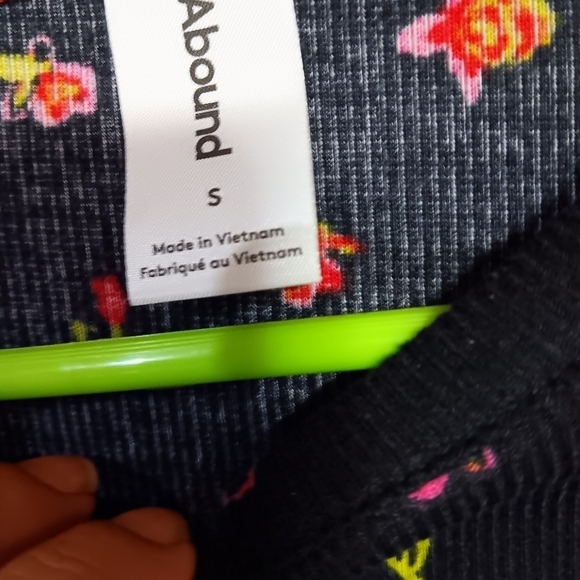 Abound
S
Made in Vietnam
Fabriqué au Vietnam